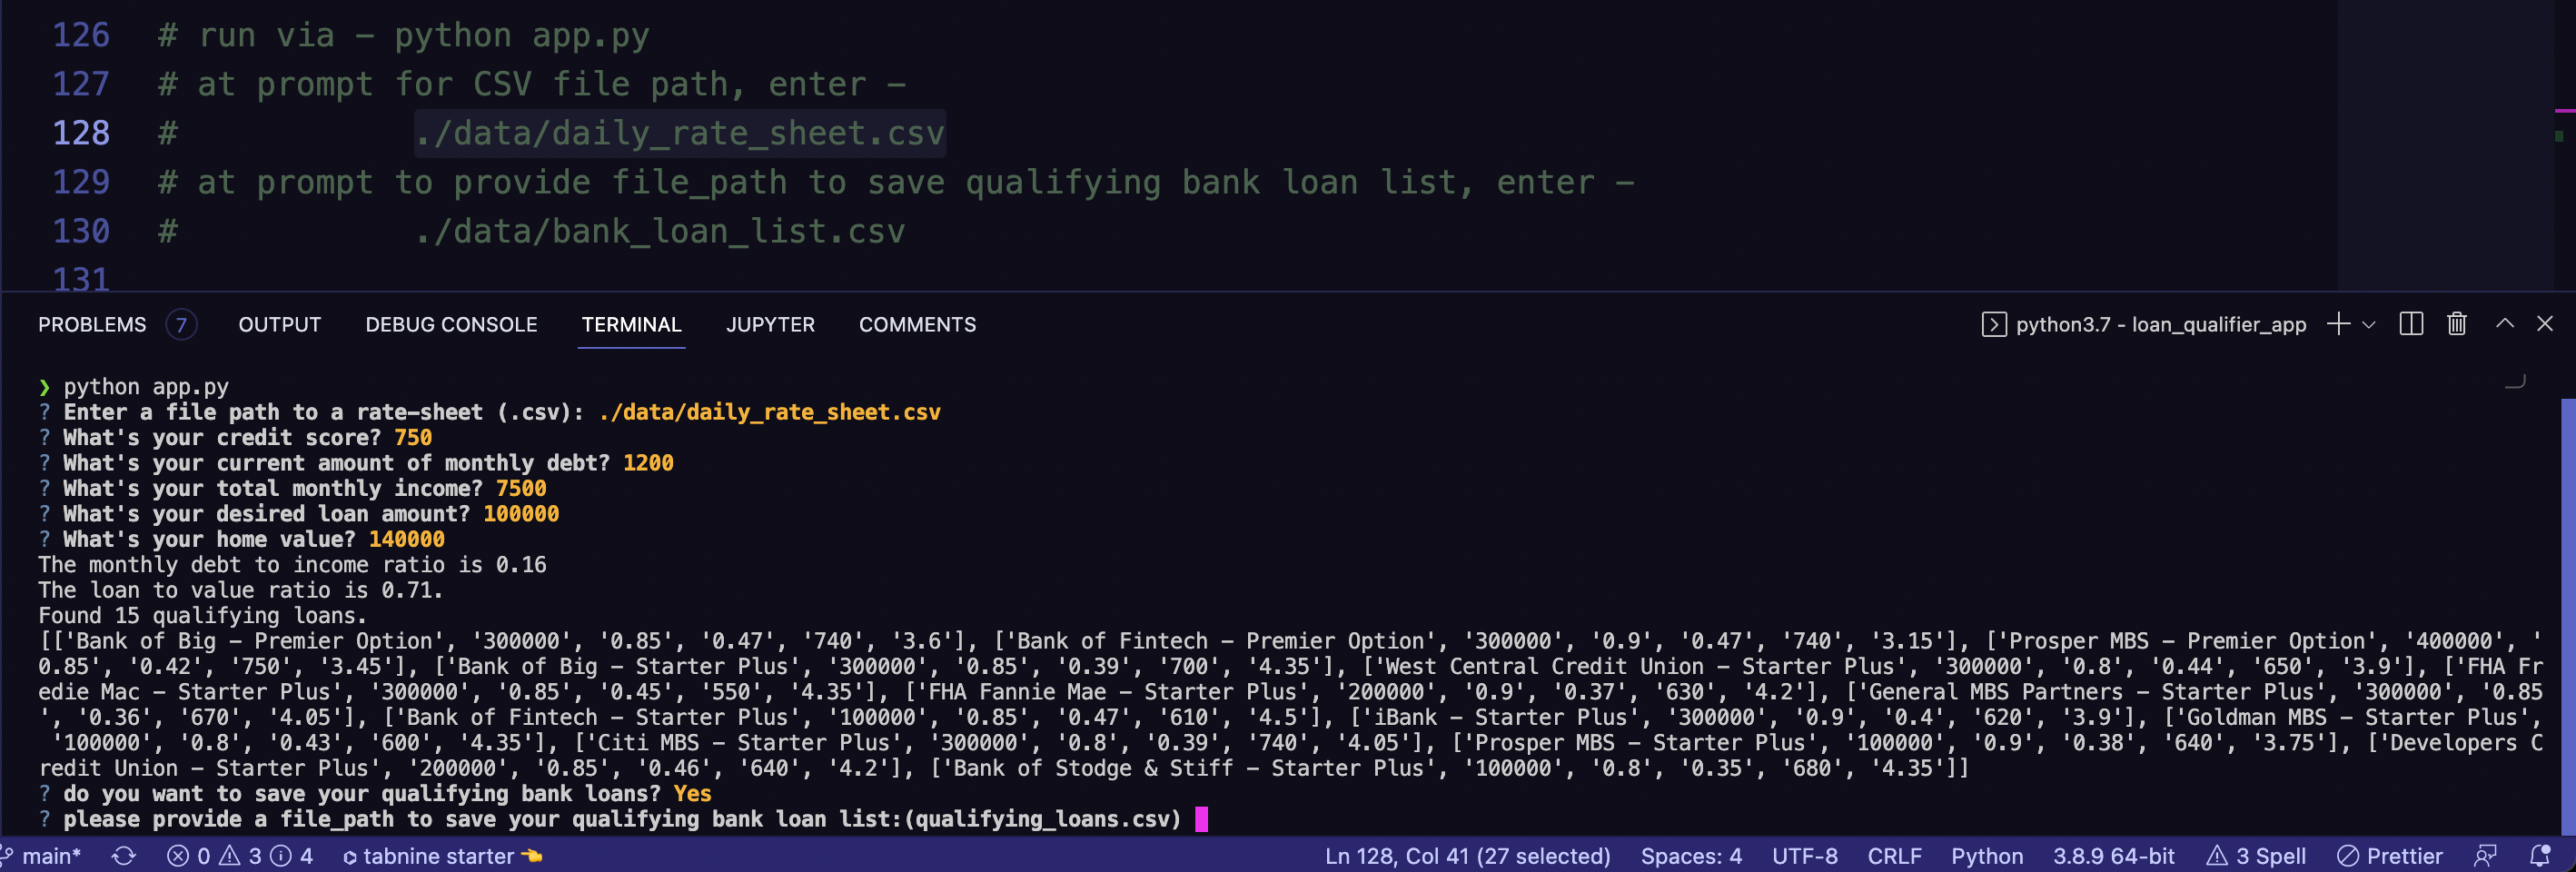 126 # run via - python app.py
127 # at prompt for CSV file path, enter -
128 # ./data/daily_rate_sheet.csv
129 # at prompt to provide file_path to save qualifying bank loan list, enter -
130 # ./data/bank_loan_list.csv
131
PROBLEMS 7 OUTPUT DEBUG CONSOLE TERMINAL JUPYTER COMMENTS python3.7 - loan_qualifier_app
❯ python app.py
? Enter a file path to a rate-sheet (.csv): ./data/daily_rate_sheet.csv
? What's your credit score? 750
? What's your current amount of monthly debt? 1200
? What's your total monthly income? 7500
? What's your desired loan amount? 100000
? What's your home value? 140000
The monthly debt to income ratio is 0.16
The loan to value ratio is 0.71.
Found 15 qualifying loans.
[['Bank of Big - Premier Option', '300000', '0.85', '0.47', '740', '3.6'], ['Bank of Fintech - Premier Option', '300000', '0.9', '0.47', '740', '3.15'], ['Prosper MBS - Premier Option', '400000', '
0.85', '0.42', '750', '3.45'], ['Bank of Big - Starter Plus', '300000', '0.85', '0.39', '700', '4.35'], ['West Central Credit Union - Starter Plus', '300000', '0.8', '0.44', '650', '3.9'], ['FHA Fr
edie Mac - Starter Plus', '300000', '0.85', '0.45', '550', '4.35'], ['FHA Fannie Mae - Starter Plus', '200000', '0.9', '0.37', '630', '4.2'], ['General MBS Partners - Starter Plus', '300000', '0.85
', '0.36', '670', '4.05'], ['Bank of Fintech - Starter Plus', '100000', '0.85', '0.47', '610', '4.5'], ['iBank - Starter Plus', '300000', '0.9', '0.4', '620', '3.9'], ['Goldman MBS - Starter Plus',
'100000', '0.8', '0.43', '600', '4.35'], ['Citi MBS - Starter Plus', '300000', '0.8', '0.39', '740', '4.05'], ['Prosper MBS - Starter Plus', '100000', '0.9', '0.38', '640', '3.75'], ['Developers C
redit Union - Starter Plus', '200000', '0.85', '0.46', '640', '4.2'], ['Bank of Stodge & Stiff - Starter Plus', '100000', '0.8', '0.35', '680', '4.35']]
? do you want to save your qualifying bank loans? Yes
? please provide a file_path to save your qualifying bank loan list:(qualifying_loans.csv)
main* 0 3 4 tabnine starter 👈 Ln 128, Col 41 (27 selected) Spaces: 4 UTF-8 CRLF Python 3.8.9 64-bit 3 Spell Prettier